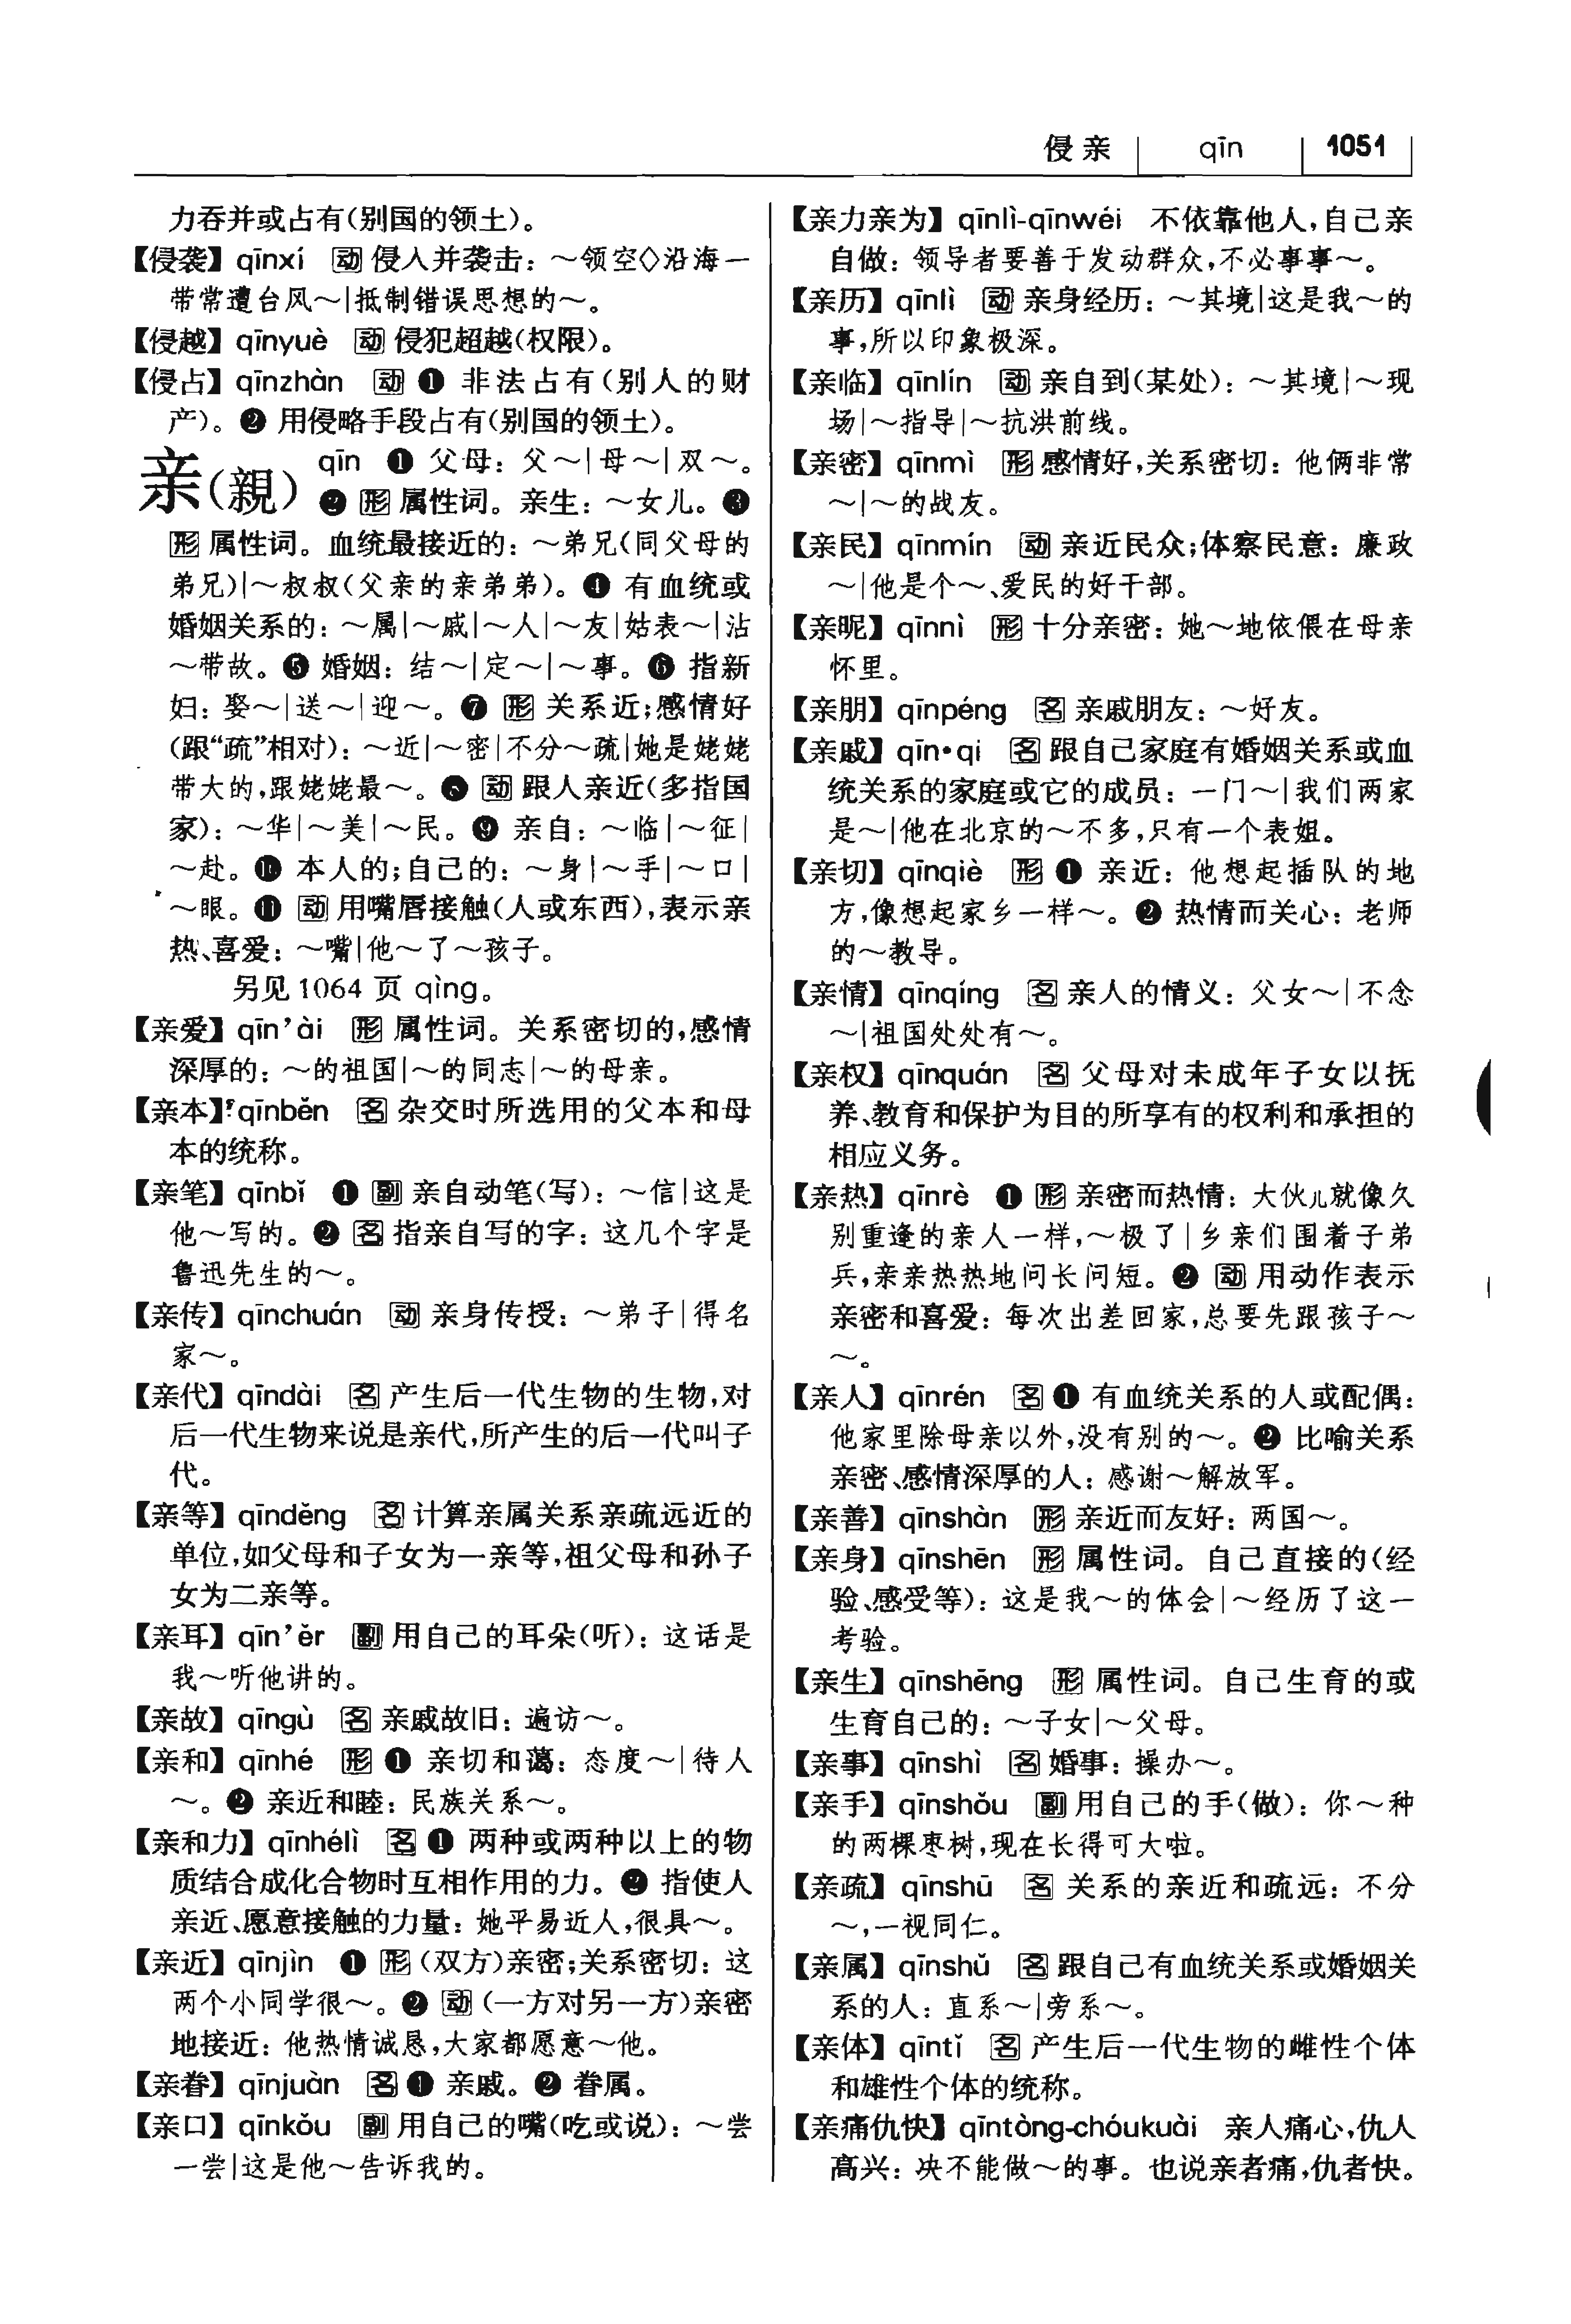 侵亲 qīn 1051
力吞并或占有(别国的领土)。
【侵袭】qīnxí 动 侵入并袭击：～领空◇沿海一
带常遭台风～|抵制错误思想的～。
【侵越】qīnyuè 动 侵犯超越(权限)。
【侵占】qīnzhàn 动 ❶ 非法占有(别人的财
产)。❷ 用侵略手段占有(别国的领土)。
亲(親) qīn ❶ 父母：父～|母～|双～。
❷ 形 属性词。亲生：～女儿。❸
形 属性词。血统最接近的：～弟兄(同父母的
弟兄)|～叔叔(父亲的亲弟弟)。❹ 有血统或
婚姻关系的：～属|～戚|～人|～友|姑表～|沾
～带故。❺ 婚姻：结～|定～|～事。❻ 指新
妇：娶～|送～|迎～。❼ 形 关系近;感情好
(跟“疏”相对)：～近|～密|不分～疏|她是姥姥
带大的,跟姥姥最～。❽ 动 跟人亲近(多指国
家)：～华|～美|～民。❾ 亲自：～临|～征|
～赴。❿ 本人的;自己的：～身|～手|～口|
～眼。⓫ 动 用嘴唇接触(人或东西),表示亲
热、喜爱：～嘴|他～了～孩子。
另见1064 页 qìng。
【亲爱】qīn’ài 形 属性词。关系密切的,感情
深厚的：～的祖国|～的同志|～的母亲。
【亲本】qīnběn 名 杂交时所选用的父本和母
本的统称。
【亲笔】qīnbǐ ❶ 副 亲自动笔(写)：～信|这是
他～写的。❷ 名 指亲自写的字：这几个字是
鲁迅先生的～。
【亲传】qīnchuán 动 亲身传授：～弟子|得名
家～。
【亲代】qīndài 名 产生后一代生物的生物,对
后一代生物来说是亲代,所产生的后一代叫子
代。
【亲等】qīnděng 名 计算亲属关系亲疏远近的
单位,如父母和子女为一亲等,祖父母和孙子
女为二亲等。
【亲耳】qīn’ěr 副 用自己的耳朵(听)：这话是
我～听他讲的。
【亲故】qīngù 名 亲戚故旧：遍访～。
【亲和】qīnhé 形 ❶ 亲切和蔼：态度～|待人
～。❷ 亲近和睦：民族关系～。
【亲和力】qīnhélì 名 ❶ 两种或两种以上的物
质结合成化合物时互相作用的力。❷ 指使人
亲近、愿意接触的力量：她平易近人,很具～。
【亲近】qīnjìn ❶ 形 (双方)亲密;关系密切：这
两个小同学很～。❷ 动 (一方对另一方)亲密
地接近：他热情诚恳,大家都愿意～他。
【亲眷】qīnjuàn 名 ❶ 亲戚。❷ 眷属。
【亲口】qīnkǒu 副 用自己的嘴(吃或说)：～尝
一尝|这是他～告诉我的。
【亲力亲为】qīnlì-qīnwéi 不依靠他人,自己亲
自做：领导者要善于发动群众,不必事事～。
【亲历】qīnlì 动 亲身经历：～其境|这是我～的
事,所以印象极深。
【亲临】qīnlín 动 亲自到(某处)：～其境|～现
场|～指导|～抗洪前线。
【亲密】qīnmì 形 感情好,关系密切：他俩非常
～|～的战友。
【亲民】qīnmín 动 亲近民众;体察民意：廉政
～|他是个～、爱民的好干部。
【亲昵】qīnnì 形 十分亲密：她～地依偎在母亲
怀里。
【亲朋】qīnpéng 名 亲戚朋友：～好友。
【亲戚】qīn•qi 名 跟自己家庭有婚姻关系或血
统关系的家庭或它的成员：一门～|我们两家
是～|他在北京的～不多,只有一个表姐。
【亲切】qīnqiè 形 ❶ 亲近：他想起插队的地
方,像想起家乡一样～。❷ 热情而关心：老师
的～教导。
【亲情】qīnqíng 名 亲人的情义：父女～|不念
～|祖国处处有～。
【亲权】qīnquán 名 父母对未成年子女以抚
养、教育和保护为目的所享有的权利和承担的
相应义务。
【亲热】qīnrè ❶ 形 亲密而热情：大伙儿就像久
别重逢的亲人一样,～极了|乡亲们围着子弟
兵,亲亲热热地问长问短。❷ 动 用动作表示
亲密和喜爱：每次出差回家,总要先跟孩子～
～。
【亲人】qīnrén 名 ❶ 有血统关系的人或配偶：
他家里除母亲以外,没有别的～。❷ 比喻关系
亲密、感情深厚的人：感谢～解放军。
【亲善】qīnshàn 形 亲近而友好：两国～。
【亲身】qīnshēn 形 属性词。自己直接的(经
验、感受等)：这是我～的体会|～经历了这一
考验。
【亲生】qīnshēng 形 属性词。自己生育的或
生育自己的：～子女|～父母。
【亲事】qīnshì 名 婚事：操办～。
【亲手】qīnshǒu 副 用自己的手(做)：你～种
的两棵枣树,现在长得可大啦。
【亲疏】qīnshū 名 关系的亲近和疏远：不分
～,一视同仁。
【亲属】qīnshǔ 名 跟自己有血统关系或婚姻关
系的人：直系～|旁系～。
【亲体】qīntǐ 名 产生后一代生物的雌性个体
和雄性个体的统称。
【亲痛仇快】qīntòng-chóukuài 亲人痛心,仇人
高兴：决不能做～的事。也说亲者痛,仇者快。